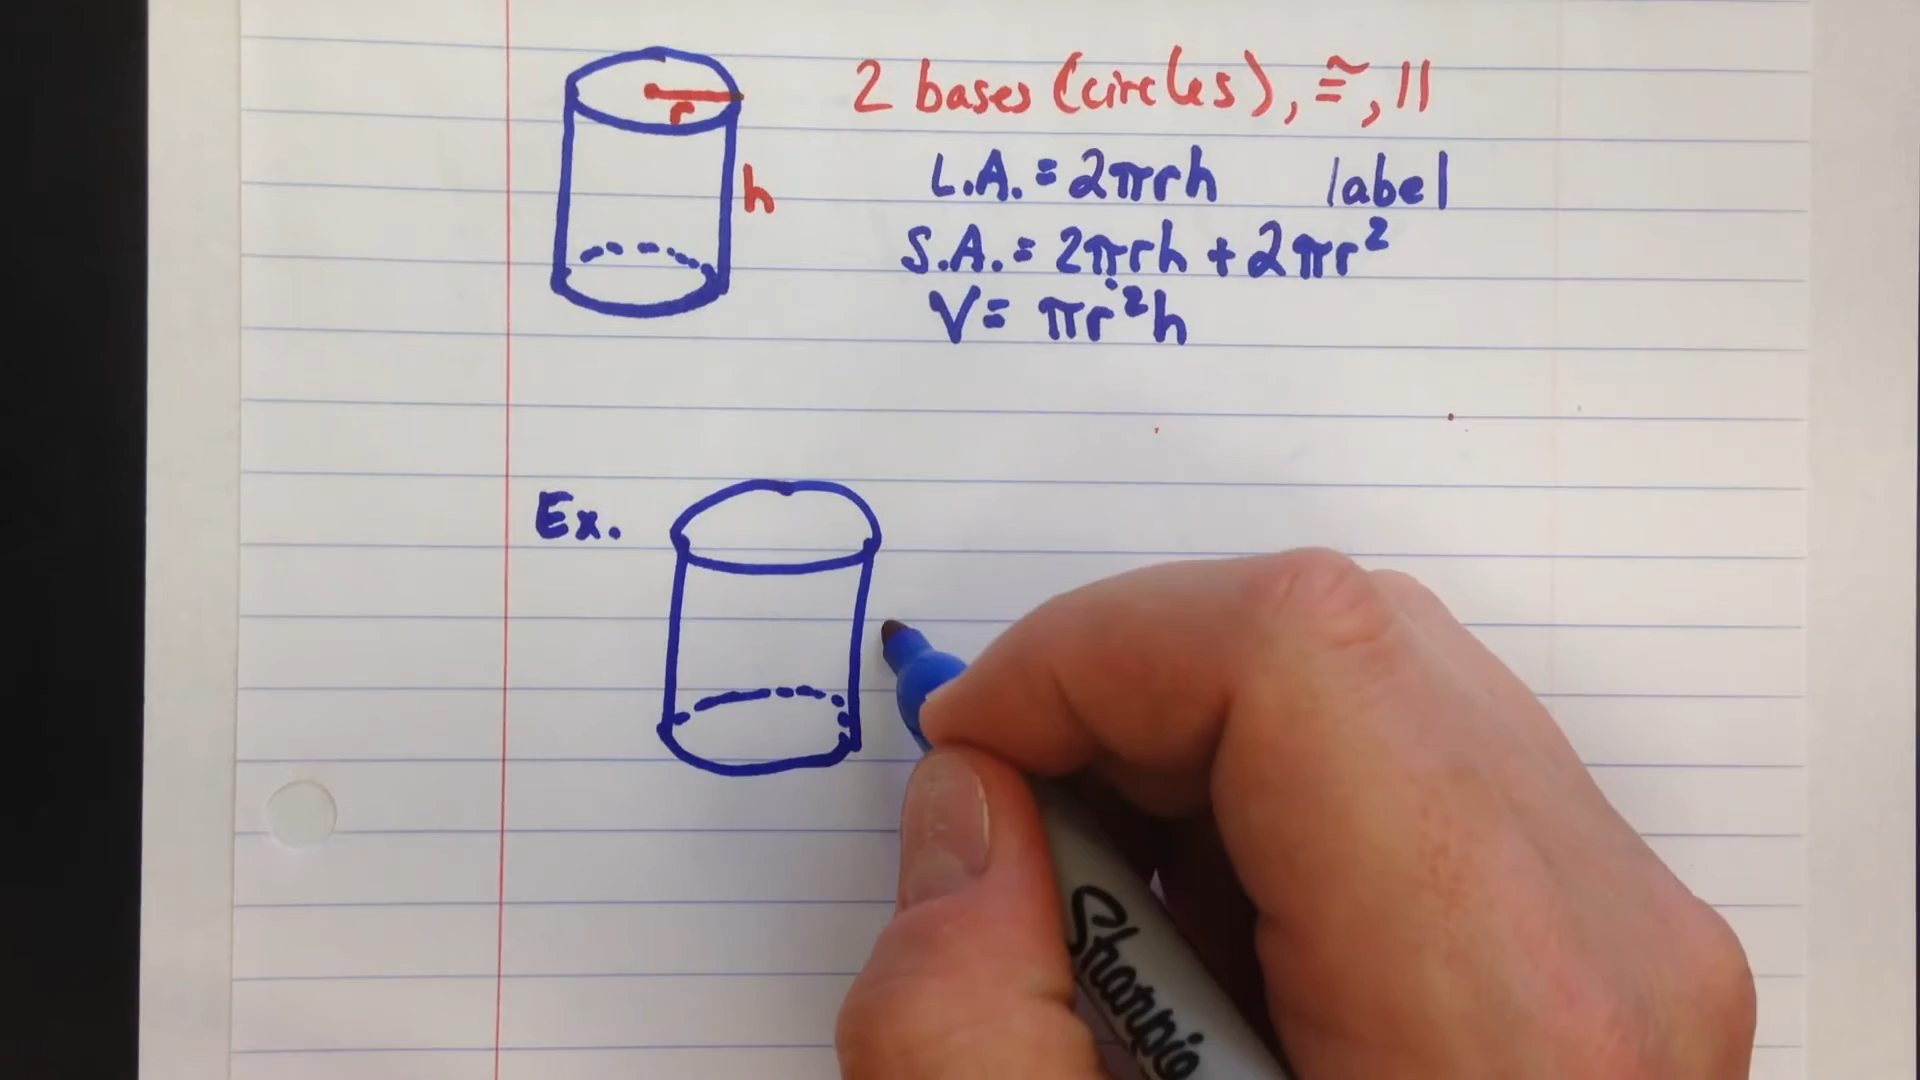 r
h
2 bases (circles), ≅, ||
L.A. = 2πrh label
S.A. = 2πrh + 2πr²
V = πr²h
Ex.
Sharpie